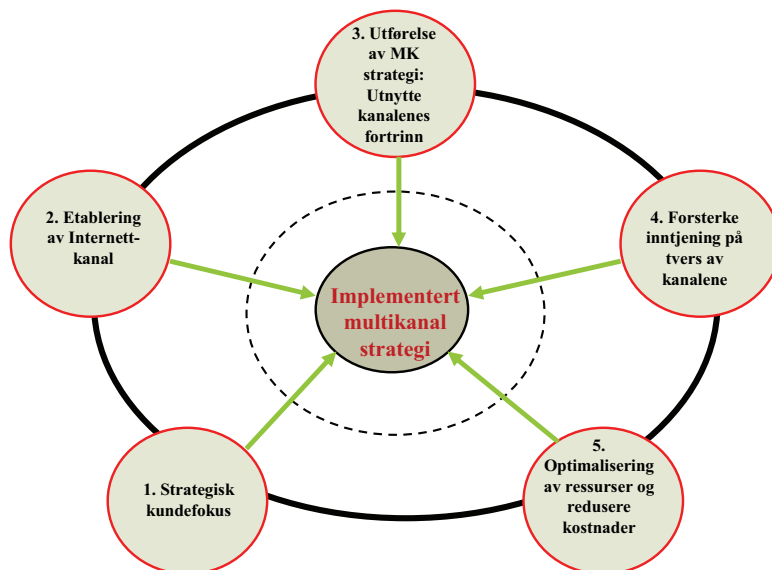 3. Utførelse
av MK
strategi:
Utnytte
kanalenes
fortrinn
2. Etablering
av Internett-
kanal
4. Forsterke
inntjening på
tvers av
kanalene
Implementert
multikanal
strategi
1. Strategisk
kundefokus
5.
Optimalisering
av ressurser og
redusere
kostnader